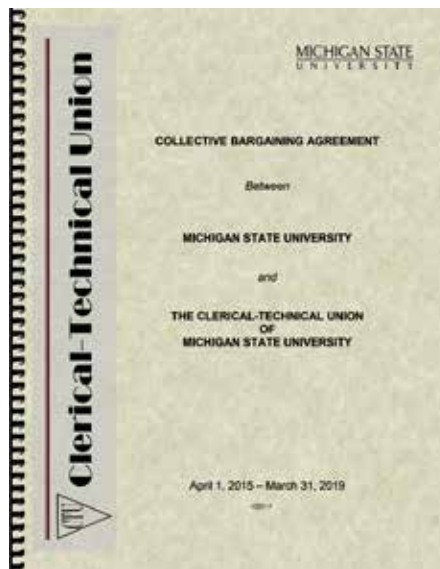 MICHIGAN STATE
UNIVERSITY
COLLECTIVE BARGAINING AGREEMENT
Between
MICHIGAN STATE UNIVERSITY
and
THE CLERICAL-TECHNICAL UNION
OF
MICHIGAN STATE UNIVERSITY
April 1, 2015 – March 31, 2019
Clerical-Technical Union
CTU